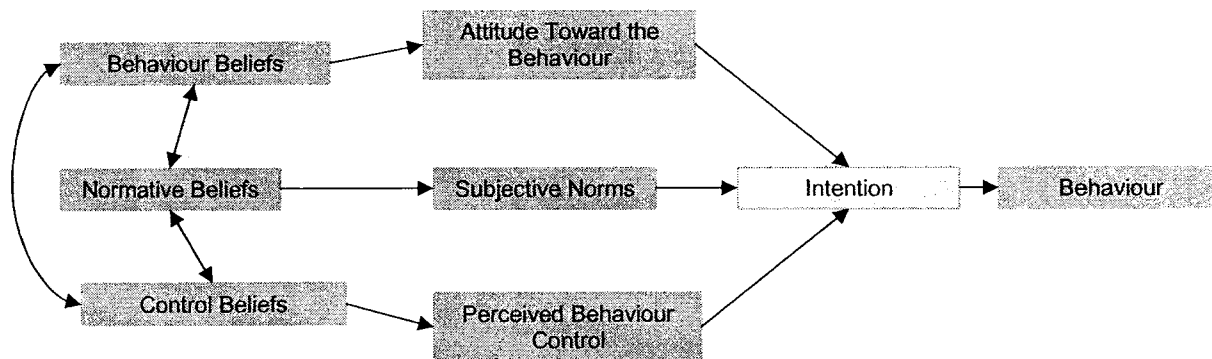 Attitude Toward the
Behaviour
Behaviour Beliefs
Normative Beliefs
Subjective Norms
Intention
Behaviour
Control Beliefs
Perceived Behaviour
Control